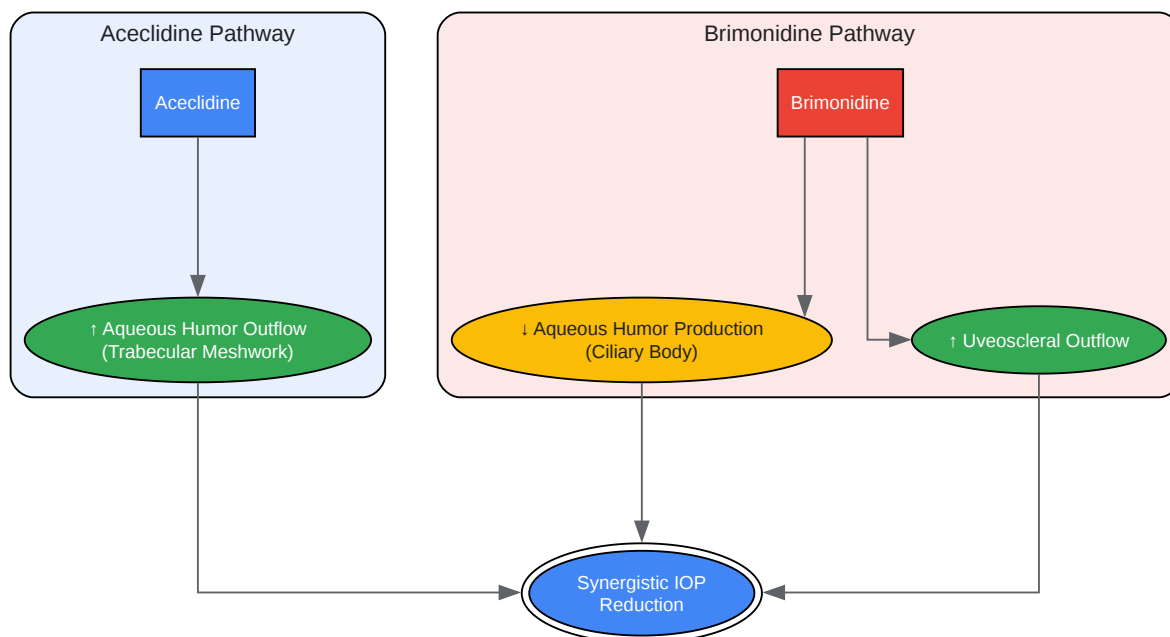 Aceclidine Pathway
Aceclidine
↑ Aqueous Humor Outflow
(Trabecular Meshwork)
Brimonidine Pathway
Brimonidine
↓ Aqueous Humor Production
(Ciliary Body)
↑ Uveoscleral Outflow
Synergistic IOP
Reduction